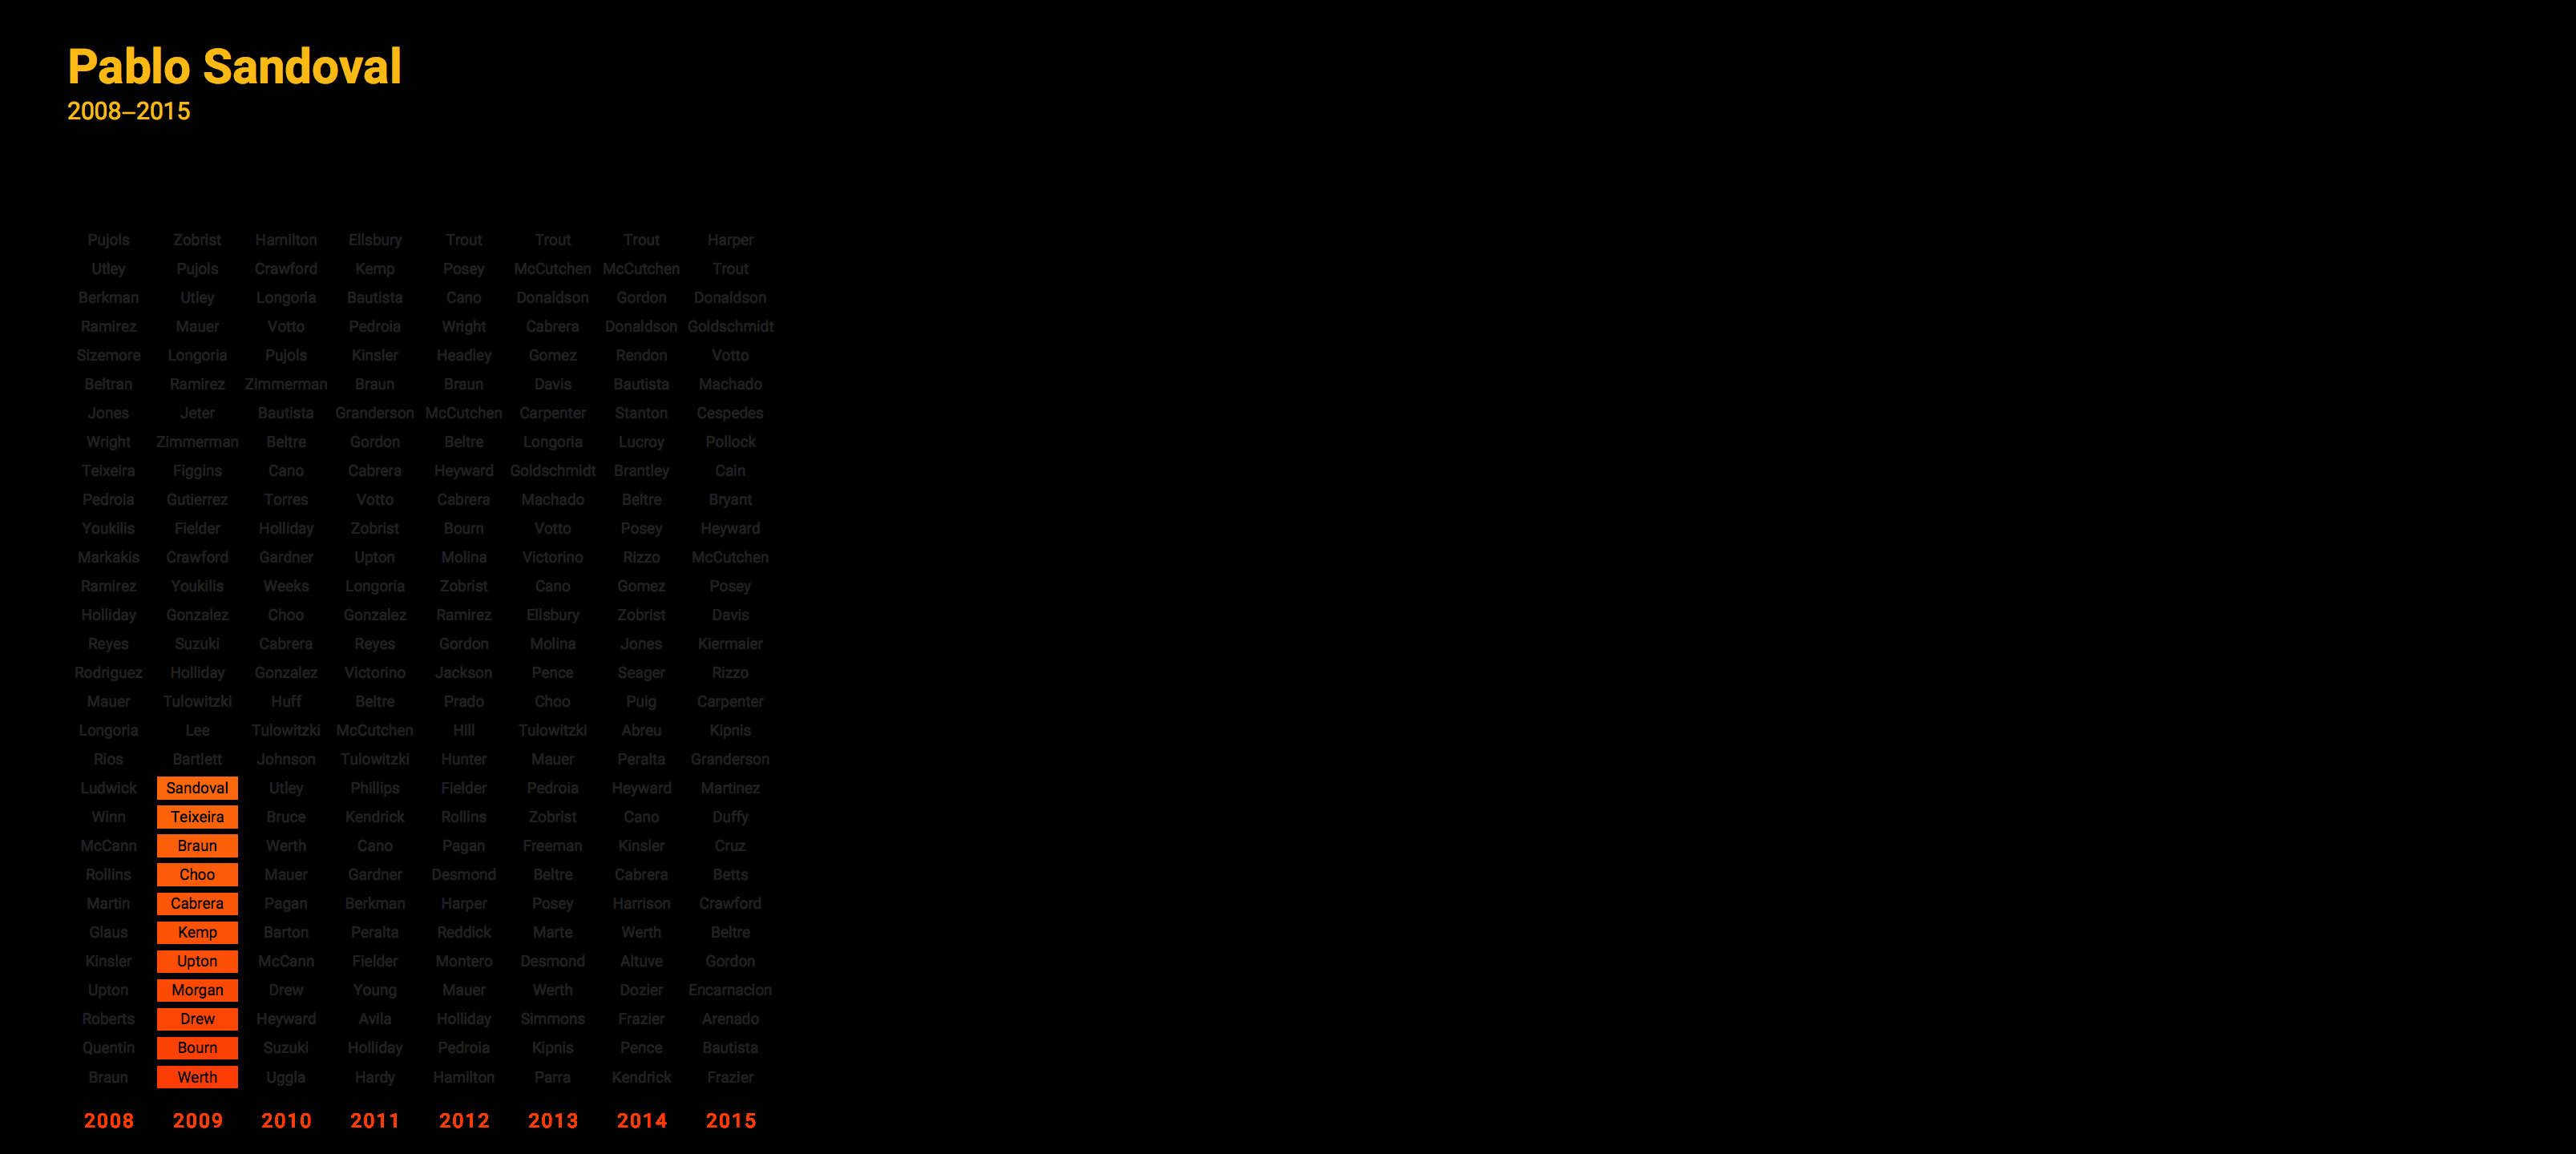 Pablo Sandoval
2008–2015
Pujols Zobrist Hamilton Ellsbury Trout Trout Trout Harper
Utley Pujols Crawford Kemp Posey McCutchen McCutchen Trout
Berkman Utley Longoria Bautista Cano Donaldson Gordon Donaldson
Ramirez Mauer Votto Pedroia Wright Cabrera Donaldson Goldschmidt
Sizemore Longoria Pujols Kinsler Headley Gomez Rendon Votto
Beltran Ramirez Zimmerman Braun Braun Davis Bautista Machado
Jones Jeter Bautista Granderson McCutchen Carpenter Stanton Cespedes
Wright Zimmerman Beltre Gordon Beltre Longoria Lucroy Pollock
Teixeira Figgins Cano Cabrera Heyward Goldschmidt Brantley Cain
Pedroia Gutierrez Torres Votto Cabrera Machado Beltre Bryant
Youkilis Fielder Holliday Zobrist Bourn Votto Posey Heyward
Markakis Crawford Gardner Upton Molina Victorino Rizzo McCutchen
Ramirez Youkilis Weeks Longoria Zobrist Cano Gomez Posey
Holliday Gonzalez Choo Gonzalez Ramirez Ellsbury Zobrist Davis
Reyes Suzuki Cabrera Reyes Gordon Molina Jones Kiermaier
Rodriguez Holliday Gonzalez Victorino Jackson Pence Seager Rizzo
Mauer Tulowitzki Huff Beltre Prado Choo Puig Carpenter
Longoria Lee Tulowitzki McCutchen Hill Tulowitzki Abreu Kipnis
Rios Bartlett Johnson Tulowitzki Hunter Mauer Peralta Granderson
Ludwick Sandoval Utley Phillips Fielder Pedroia Heyward Martinez
Winn Teixeira Bruce Kendrick Rollins Zobrist Cano Duffy
McCann Braun Werth Cano Pagan Freeman Kinsler Cruz
Rollins Choo Mauer Gardner Desmond Beltre Cabrera Betts
Martin Cabrera Pagan Berkman Harper Posey Harrison Crawford
Glaus Kemp Barton Peralta Reddick Marte Werth Beltre
Kinsler Upton McCann Fielder Montero Desmond Altuve Gordon
Upton Morgan Drew Young Mauer Werth Dozier Encarnacion
Roberts Drew Heyward Avila Holliday Simmons Frazier Arenado
Quentin Bourn Suzuki Holliday Pedroia Kipnis Pence Bautista
Braun Werth Uggla Hardy Hamilton Parra Kendrick Frazier
2008 2009 2010 2011 2012 2013 2014 2015